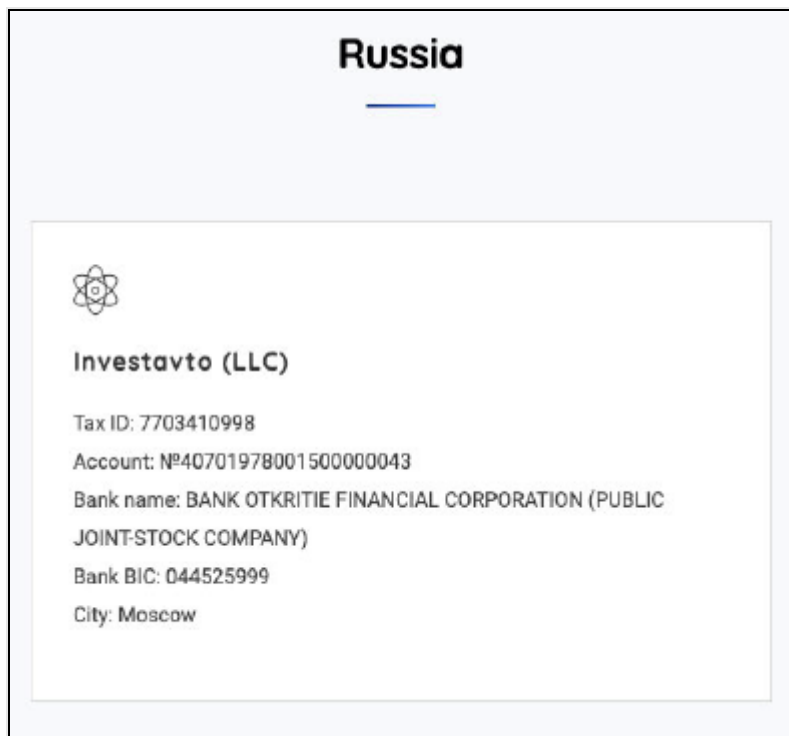 Russia
Investavto (LLC)
Tax ID: 7703410998
Account: №40701978001500000043
Bank name: BANK OTKRITIE FINANCIAL CORPORATION (PUBLIC
JOINT-STOCK COMPANY)
Bank BIC: 044525999
City: Moscow